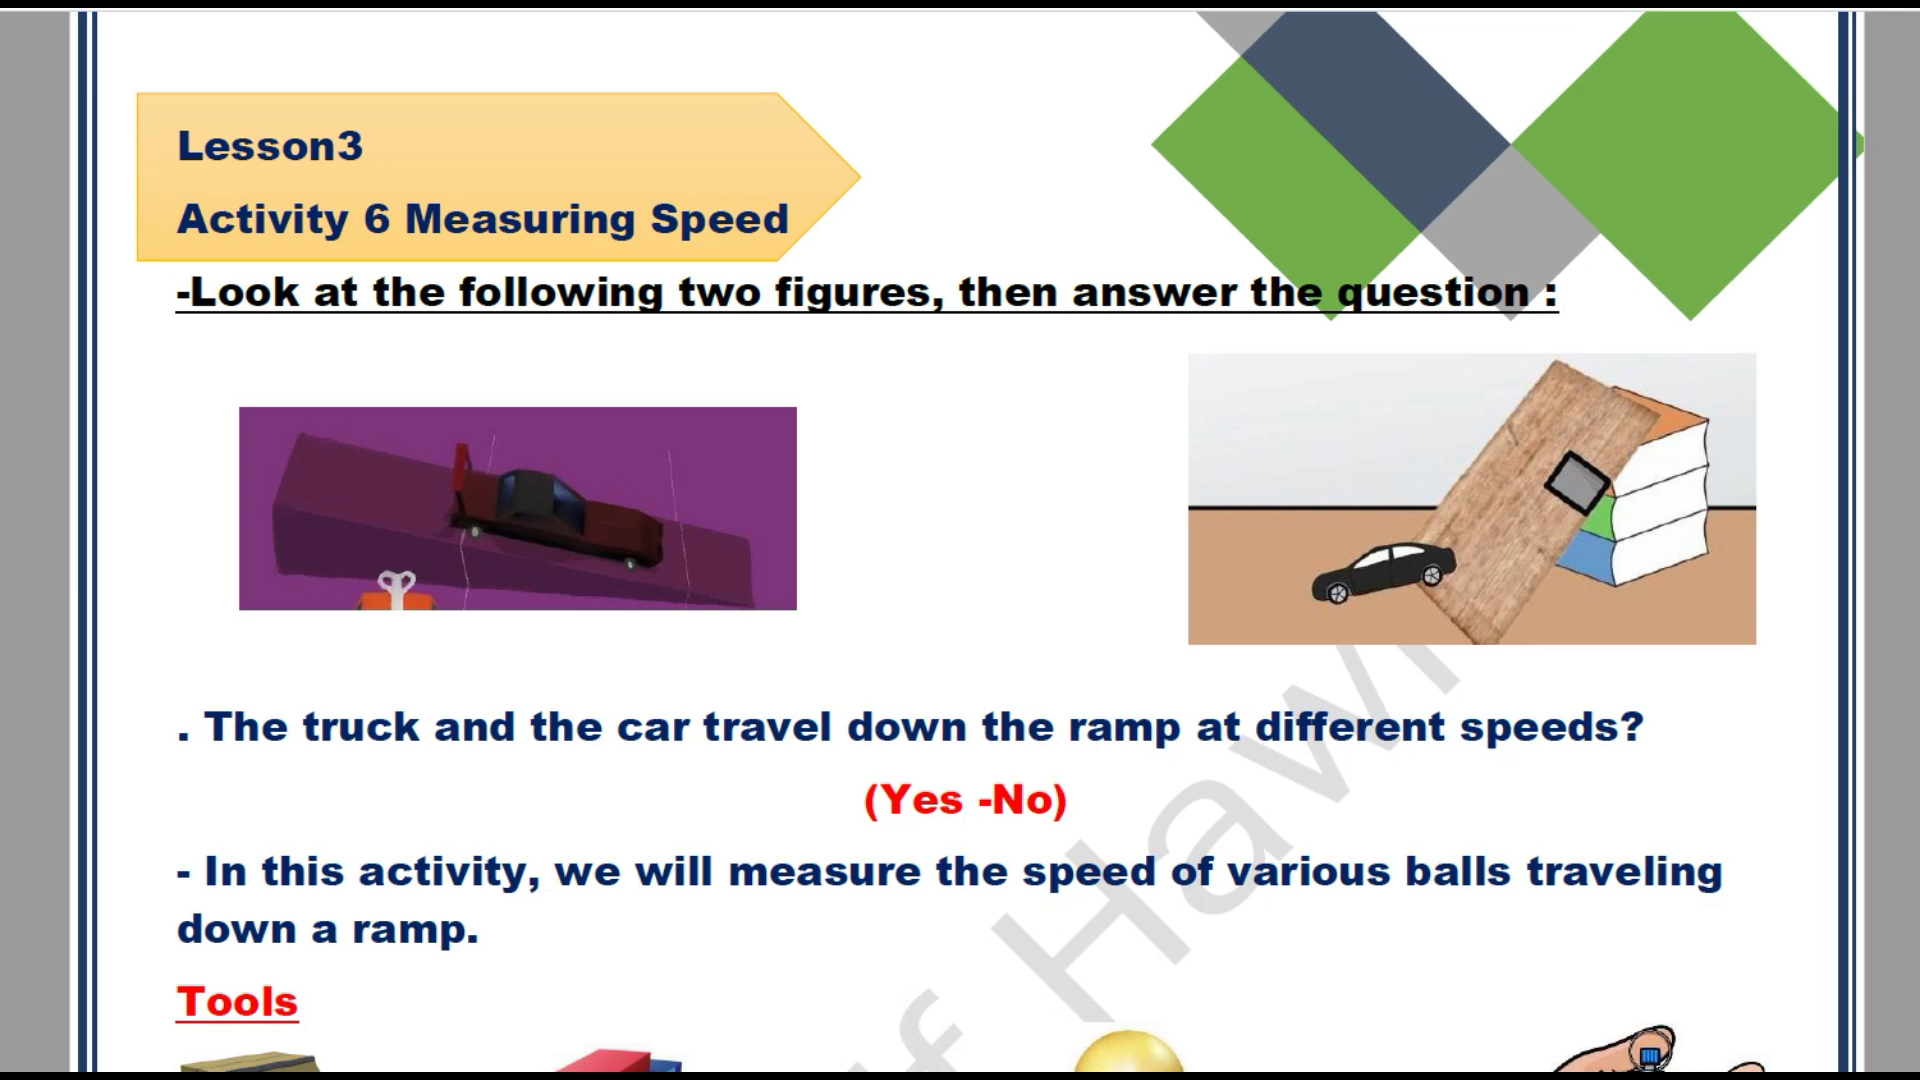 Lesson3
Activity 6 Measuring Speed
-Look at the following two figures, then answer the question :
. The truck and the car travel down the ramp at different speeds?
(Yes -No)
- In this activity, we will measure the speed of various balls traveling
down a ramp.
Tools